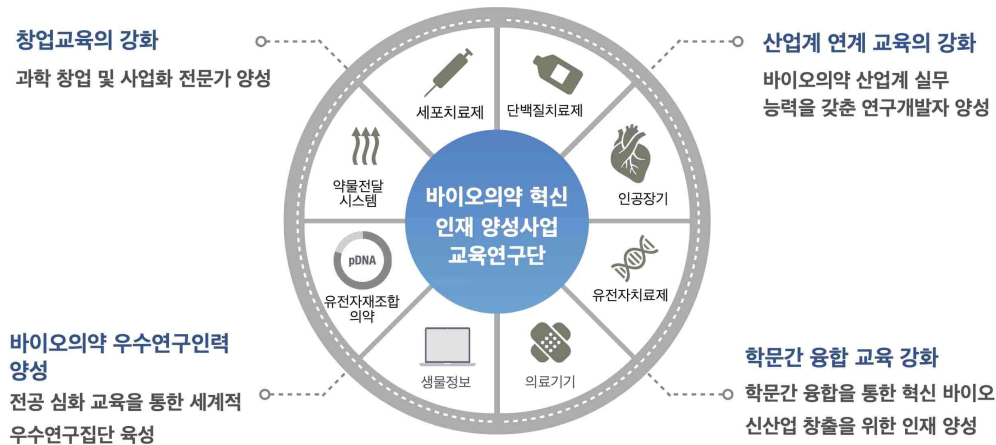 창업교육의 강화
과학 창업 및 사업화 전문가 양성
산업계 연계 교육의 강화
바이오의약 산업계 실무
능력을 갖춘 연구개발자 양성
세포치료제
단백질치료제
약물전달
시스템
인공장기
바이오의약 혁신
인재 양성사업
교육연구단
pDNA
유전자재조합
의약
유전자치료제
생물정보
의료기기
바이오의약 우수연구인력
양성
전공 심화 교육을 통한 세계적
우수연구집단 육성
학문간 융합 교육 강화
학문간 융합을 통한 혁신 바이오
신산업 창출을 위한 인재 양성